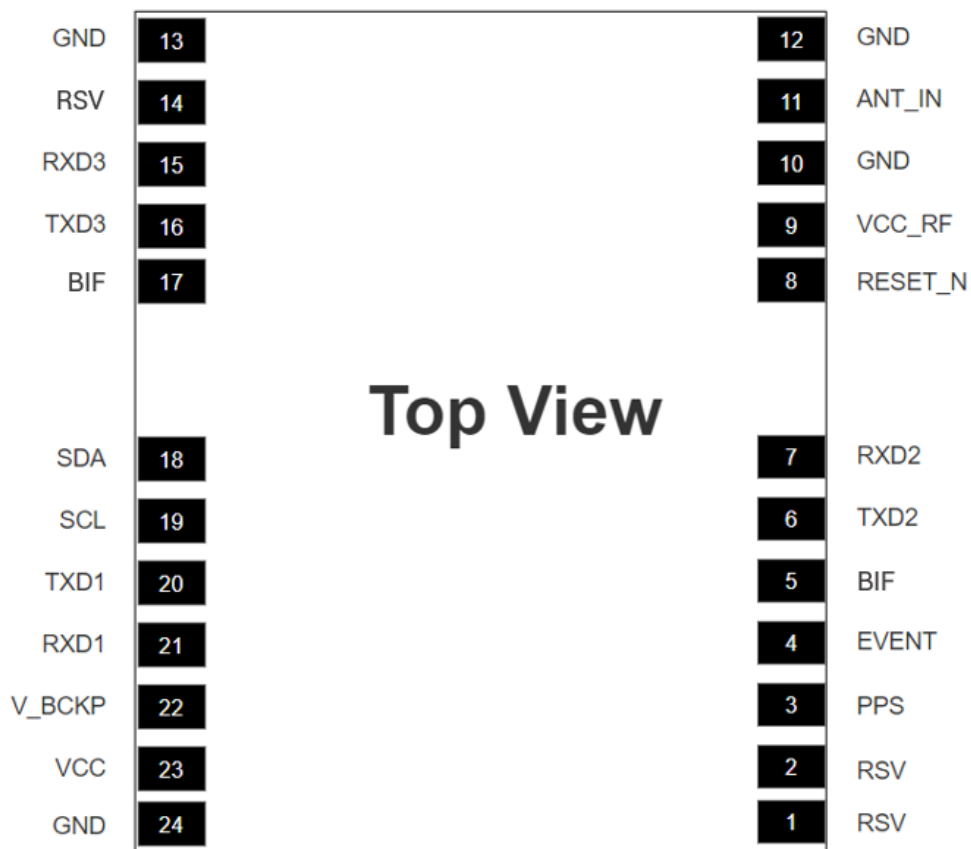 GND 13 12 GND
RSV 14 11 ANT_IN
RXD3 15 10 GND
TXD3 16 9 VCC_RF
BIF 17 8 RESET_N
Top View
SDA 18 7 RXD2
SCL 19 6 TXD2
TXD1 20 5 BIF
RXD1 21 4 EVENT
V_BCKP 22 3 PPS
VCC 23 2 RSV
GND 24 1 RSV